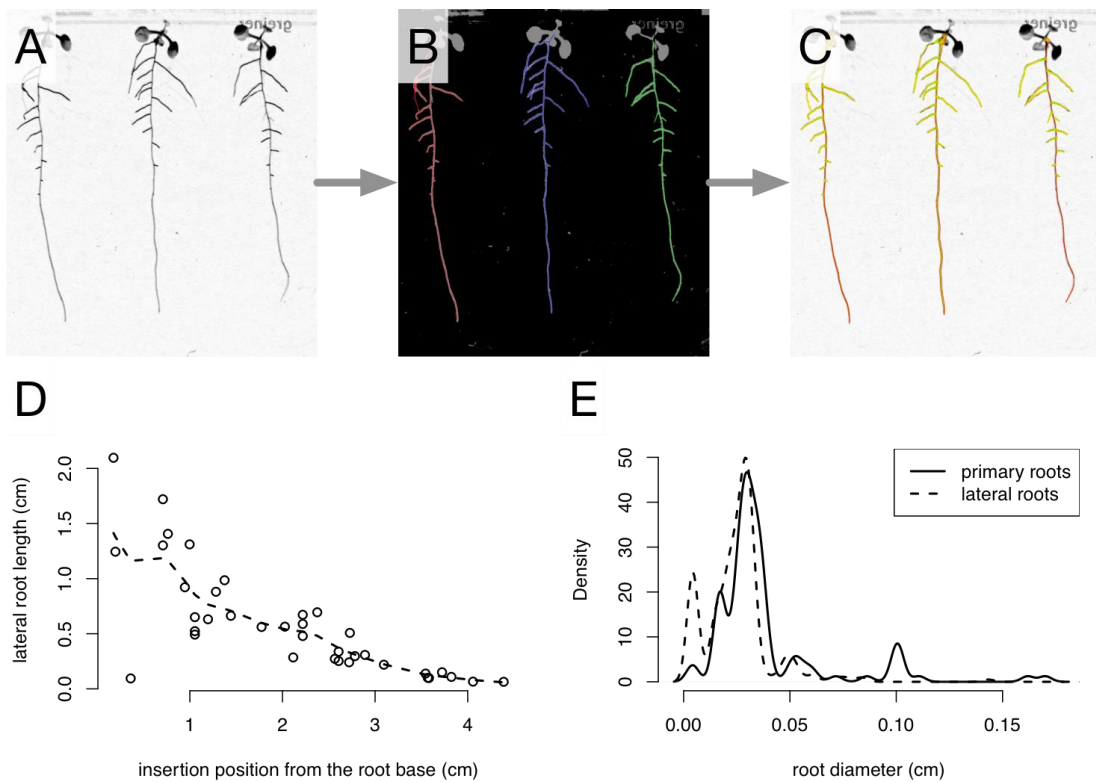 A
B
C
greiner
greiner
greiner
D
E
lateral root length (cm)
0.0
0.5
1.0
1.5
2.0
1
2
3
4
insertion position from the root base (cm)
Density
0
10
20
30
40
50
0.00
0.05
0.10
0.15
root diameter (cm)
primary roots
lateral roots